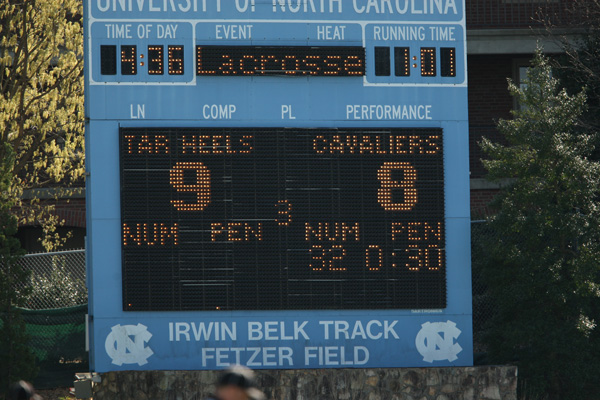 UNIVERSITY OF NORTH CAROLINA
TIME OF DAY EVENT HEAT RUNNING TIME
4:36 Lacrosse 1:01
LN COMP PL PERFORMANCE
TAR HEELS CAVALIERS
9 8
3
NUM PEN NUM PEN
32 0:30
NC IRWIN BELK TRACK NC
FETZER FIELD